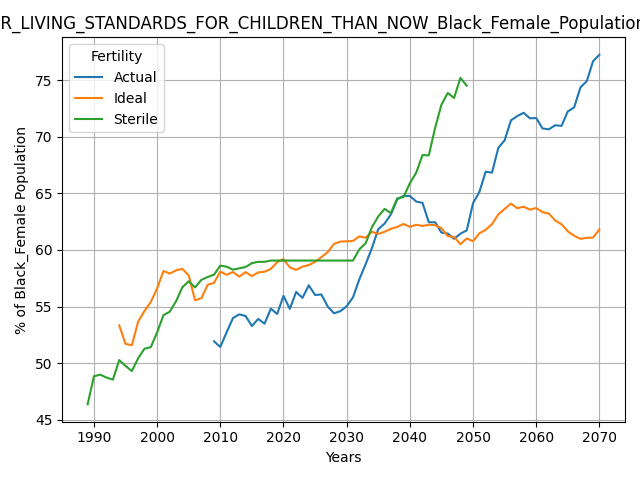 R_LIVING_STANDARDS_FOR_CHILDREN_THAN_NOW_Black_Female_Population
Fertility
Actual
Ideal
Sterile
% of Black_Female Population
75
70
65
60
55
50
45
1990 2000 2010 2020 2030 2040 2050 2060 2070
Years